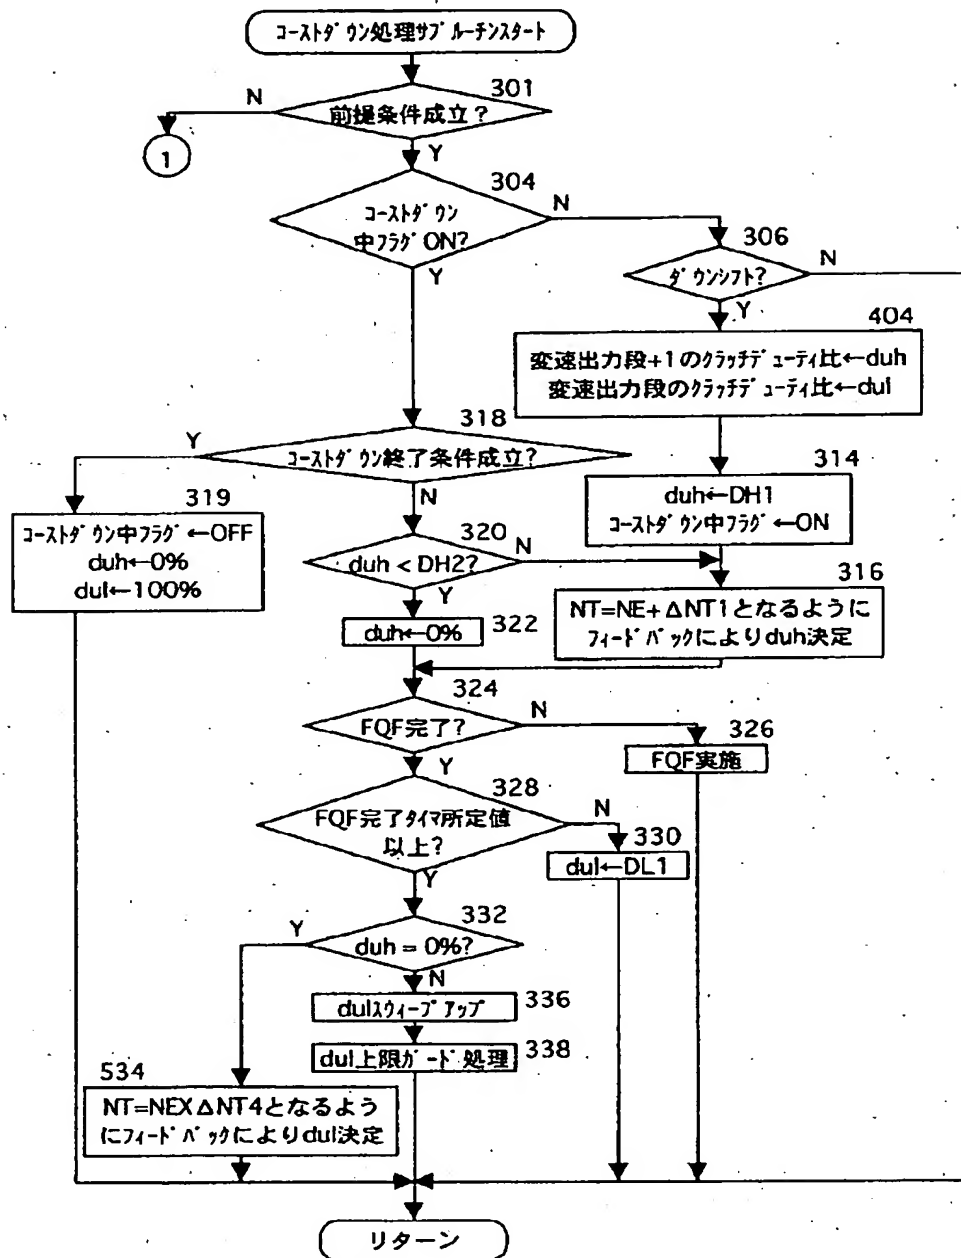 コーストダウン処理サブルーチンスタート
301
N
前提条件成立？
1
Y
304
N
コーストダウン
中フラグON?
Y
306
N
ダウンシフト?
Y
404
変速出力段+1のクラッチデューティ比←duh
変速出力段のクラッチデューティ比←dul
318
Y
コーストダウン終了条件成立?
N
314
duh←DH1
コーストダウン中フラグ←ON
319
コーストダウン中フラグ←OFF
duh←0%
dul←100%
320
N
duh < DH2?
Y
316
NT=NE+ΔNT1となるように
フィードバックによりduh決定
duh←0%
322
324
N
FQF完了?
Y
326
FQF実施
328
N
FQF完了タイマ所定値
以上?
Y
330
dul←DL1
332
Y
duh = 0%?
N
dulスウィープアップ
336
dul上限ガード処理
338
534
NT=NEXΔNT4となるよう
にフィードバックによりdul決定
リターン